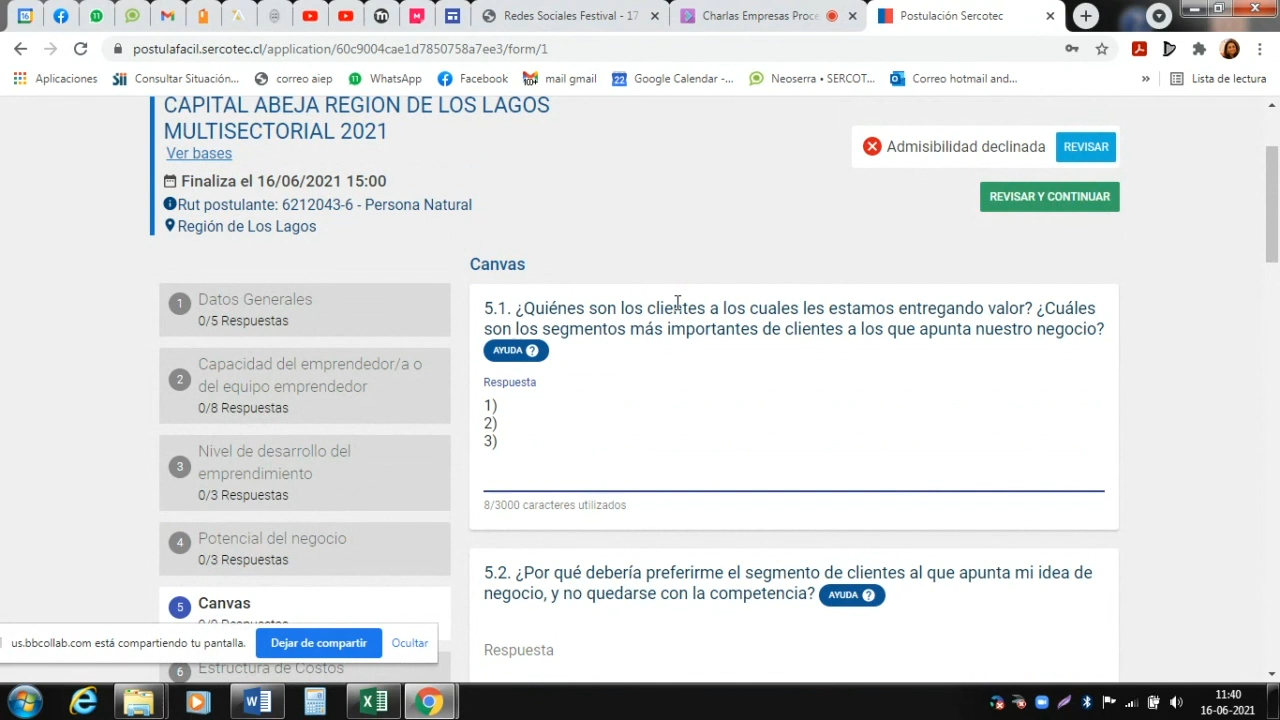 Redes Sociales Festival - 17
Charlas Empresas Proce
Postulación Sercotec
postulafacil.sercotec.cl/application/60c9004cae1d7850758a7ee3/form/1
Aplicaciones
Sii Consultar Situación...
correo aiep
WhatsApp
Facebook
mail gmail
22 Google Calendar -...
Neoserra • SERCOT...
Correo hotmail and...
»
Lista de lectura
CAPITAL ABEJA REGION DE LOS LAGOS
MULTISECTORIAL 2021
Ver bases
Finaliza el 16/06/2021 15:00
Rut postulante: 6212043-6 - Persona Natural
Región de Los Lagos
Admisibilidad declinada
REVISAR
REVISAR Y CONTINUAR
1 Datos Generales
0/5 Respuestas
2 Capacidad del emprendedor/a o
del equipo emprendedor
0/8 Respuestas
3 Nivel de desarrollo del
emprendimiento
0/3 Respuestas
4 Potencial del negocio
0/3 Respuestas
5 Canvas
6 Estructura de Costos
Canvas
5.1. ¿Quiénes son los clientes a los cuales les estamos entregando valor? ¿Cuáles
son los segmentos más importantes de clientes a los que apunta nuestro negocio?
AYUDA ?
Respuesta
1)
2)
3)
8/3000 caracteres utilizados
5.2. ¿Por qué debería preferirme el segmento de clientes al que apunta mi idea de
negocio, y no quedarse con la competencia? AYUDA ?
Respuesta
us.bbcollab.com está compartiendo tu pantalla.
Dejar de compartir
Ocultar
11:40
16-06-2021